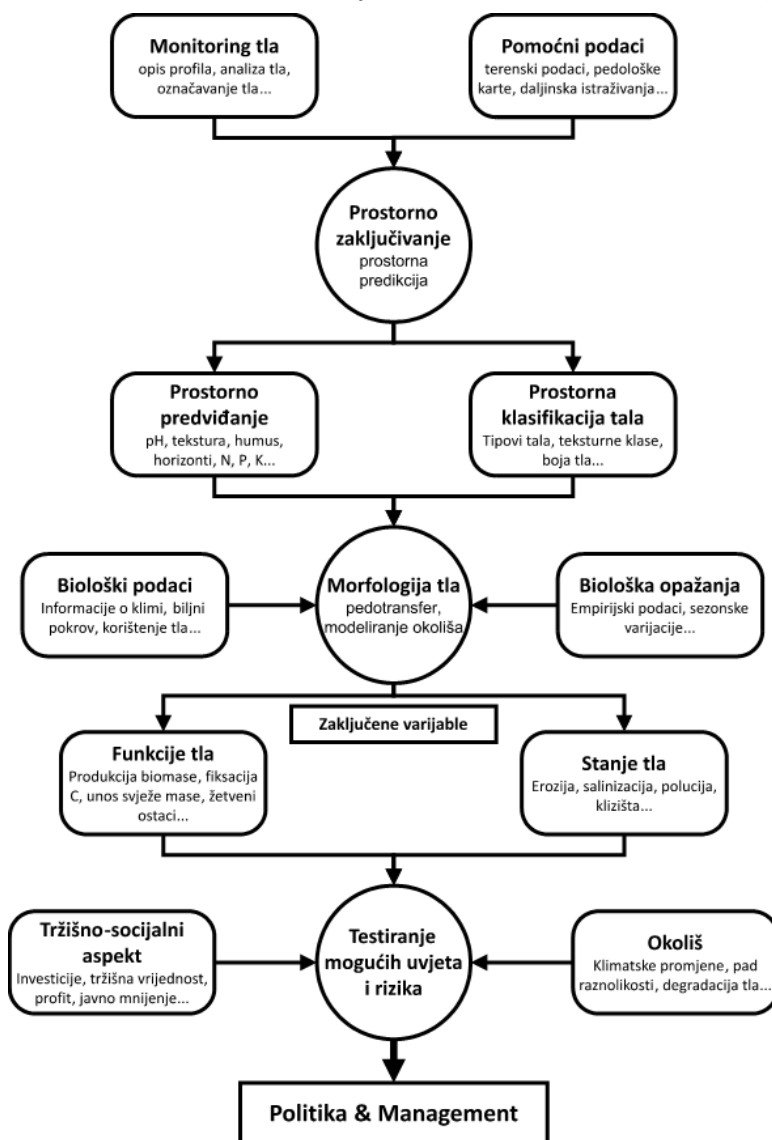 Monitoring tla
opis profila, analiza tla,
označavanje tla...
Pomoćni podaci
terenski podaci, pedološke
karte, daljinska istraživanja...
Prostorno
zaključivanje
prostorna
predikcija
Prostorno
predviđanje
pH, tekstura, humus,
horizonti, N, P, K...
Prostorna
klasifikacija tala
Tipovi tala, teksturne klase,
boja tla...
Biološki podaci
Informacije o klimi, biljni
pokrov, korištenje tla...
Morfologija tla
pedotransfer,
modeliranje okoliša
Biološka opažanja
Empirijski podaci, sezonske
varijacije...
Zaključene varijable
Funkcije tla
Produkcija biomase, fiksacija
C, unos svježe mase, žetveni
ostaci...
Stanje tla
Erozija, salinizacija, polucija,
klizišta...
Tržišno-socijalni
aspekt
Investicije, tržišna vrijednost,
profit, javno mnijenje...
Testiranje
mogućih uvjeta
i rizika
Okoliš
Klimatske promjene, pad
raznolikosti, degradacija tla...
Politika & Management